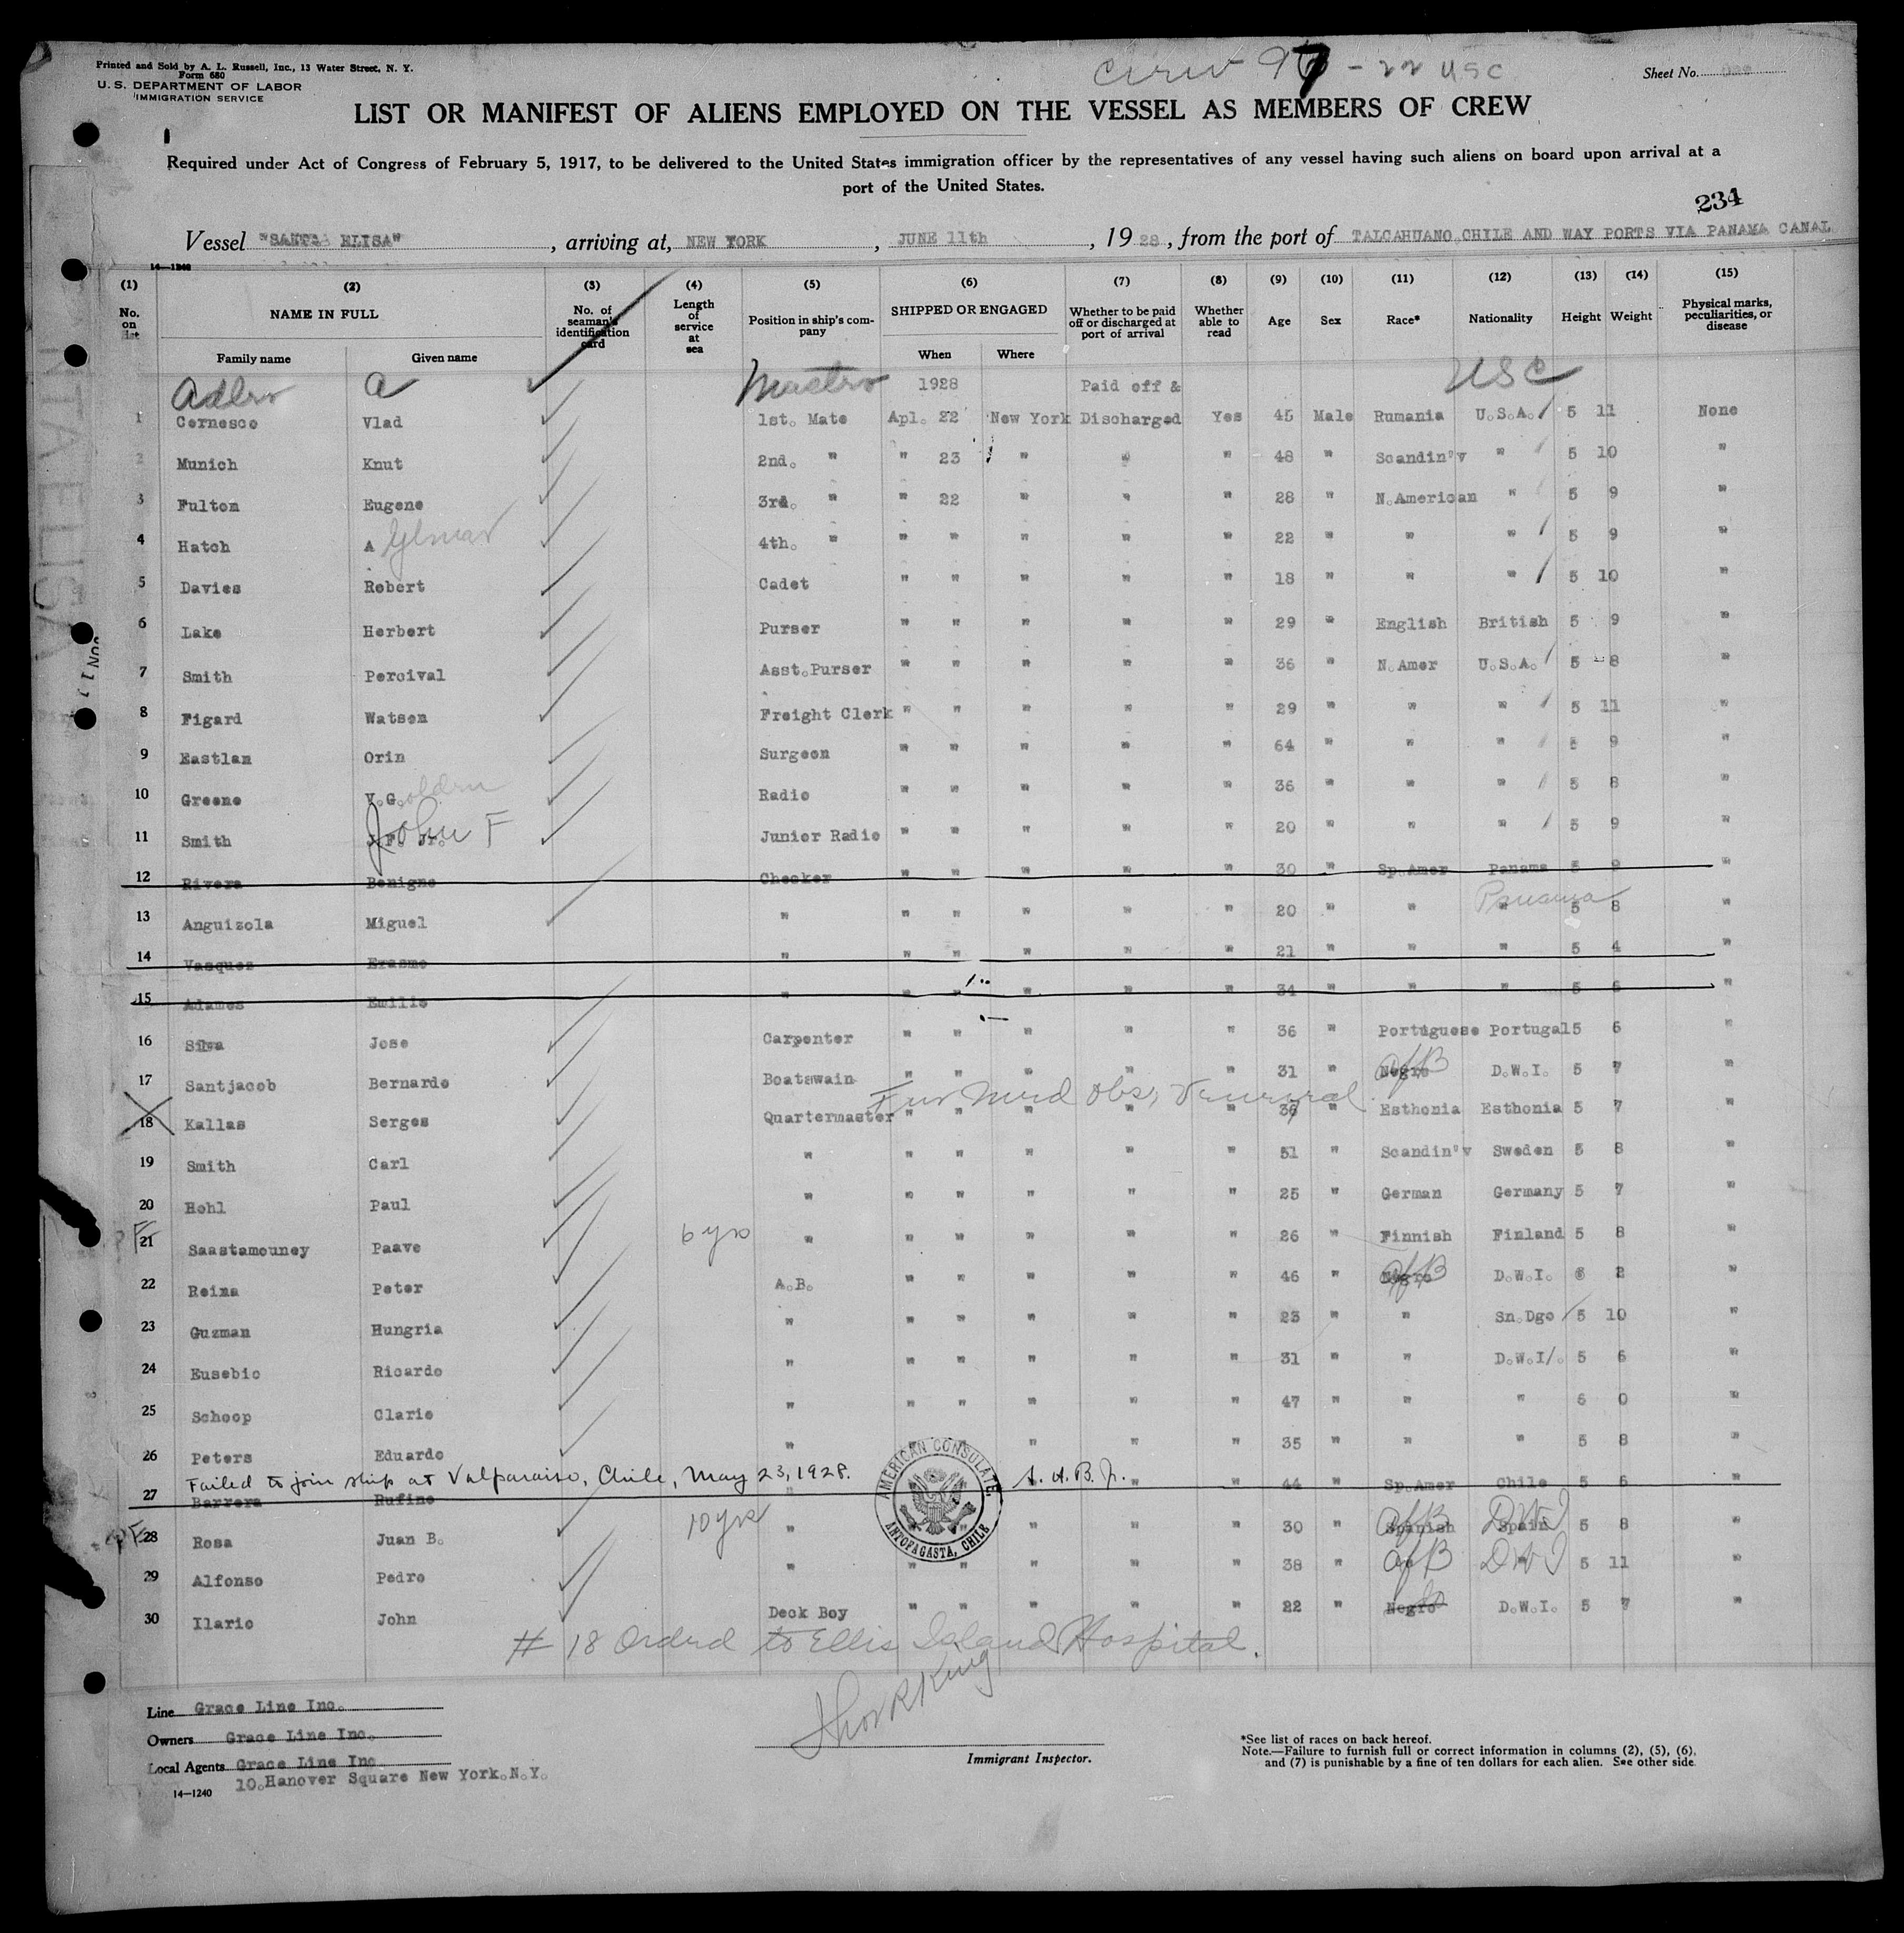 Printed and Sold by A. L. Russell, Inc., 13 Water Street, N. Y.
Form 680
U. S. DEPARTMENT OF LABOR
IMMIGRATION SERVICE
Crew 97 - 22 USC
Sheet No. One
LIST OR MANIFEST OF ALIENS EMPLOYED ON THE VESSEL AS MEMBERS OF CREW
Required under Act of Congress of February 5, 1917, to be delivered to the United States immigration officer by the representatives of any vessel having such aliens on board upon arrival at a
port of the United States.
234
Vessel "SANTA ELISA", arriving at, NEW YORK, JUNE 11th, 1928, from the port of TALCAHUANO CHILE AND WAY PORTS VIA PANAMA CANAL
14—1240
(1) (2) (3) (4) (5) (6) (7) (8) (9) (10) (11) (12) (13) (14) (15)
No. on list NAME IN FULL Family name Given name No. of seaman's identification card Length of service at sea Position in ship's company SHIPPED OR ENGAGED When Where Whether to be paid off or discharged at port of arrival Whether able to read Age Sex Race* Nationality Height Weight Physical marks, peculiarities, or disease
Adler A Master 1928 Paid off & USC
1 Cernesco Vlad 1st. Mate Apl. 22 New York Discharged Yes 45 Male Rumania U.S.A. 5 11 None
2 Munich Knut 2nd. " " 23 " " " 48 " Scandin'v " 5 10 "
3 Fulton Eugene 3rd. " " 22 " " " 28 " N.American " 5 9 "
4 Hatch A 4th. " " " " " " 22 " " " 5 9 "
5 Davies Robert Cadet " " " " " 18 " " " 5 10 "
6 Lake Herbert Purser " " " " " 29 " English British 5 9 "
7 Smith Percival Asst.Purser " " " " " 36 " N.Amer U.S.A. 5 8 "
8 Figard Watson Freight Clerk " " " " " 29 " " " 5 11 "
9 Eastlan Orin Surgeon " " " " " 64 " " " 5 9 "
10 Greene V.G. Radio " " " " " 36 " " " 5 8 "
11 Smith J.F. Jr. John F Junior Radio " " " " " 20 " " " 5 9 "
12 Rivera Benigno Checker " " " " " 30 " Sp.Amer Panama 5 9 "
13 Anguizola Miguel " " " " " " 20 " " " Panama 5 8 "
14 Vasquez Erasmo " " " " " " 21 " " " 5 4 "
15 Adames Emilio " " " " " " 34 " " " 5 6 "
16 Silva Jose Carpenter " " " " " 36 " Portuguese Portugal 5 6 "
17 Santjacob Bernardo Boatswain " " " " " 31 " Negro Af B D.W.I. 5 7 "
Med Obs, Venereal
18 Kallas Serges Quartermaster " " " " " 36 " Esthonia Esthonia 5 7 "
19 Smith Carl " " " " " " 51 " Scandin'v Sweden 5 8 "
20 Hohl Paul " " " " " " 25 " German Germany 5 7 "
21 Saastamouney Paave 6 yrs " " " " " " 26 " Finnish Finland 5 8 "
22 Reina Peter A.B. " " " " " 46 " Negro Af B D.W.I. 6 2 "
23 Guzman Hungria " " " " " " 23 " " Sn.Dgo 5 10 "
24 Eusebio Ricardo " " " " " " 31 " " D.W.I. 5 6 "
25 Schoop Clario " " " " " " 47 " " " 6 0 "
26 Peters Eduardo " " " " 35 " " " 5 8 "
Failed to join ship at Valparaiso, Chile, May 23, 1928.
27 Barrera Rufino " " 44 " Sp.Amer Chile 5 6 "
AMERICAN CONSULATE
ANTOFAGASTA, CHILE
28 Rosa Juan B. 10 yrs " " " " 30 " Spanish Af B Spain DWI 5 8 "
29 Alfonso Pedro " " " " " " 38 " Af B DWI 5 11 "
30 Ilario John Deck Boy " " " " " 22 " Negro D.W.I. 5 7 "
# 18 Ordrd to Ellis Island Hospital.
Line Grace Line Inc.
Owners Grace Line Inc.
Local Agents Grace Line Inc
10.Hanover Square New York.N.Y.
14—1240
Immigrant Inspector.
*See list of races on back hereof.
Note.—Failure to furnish full or correct information in columns (2), (5), (6),
and (7) is punishable by a fine of ten dollars for each alien. See other side